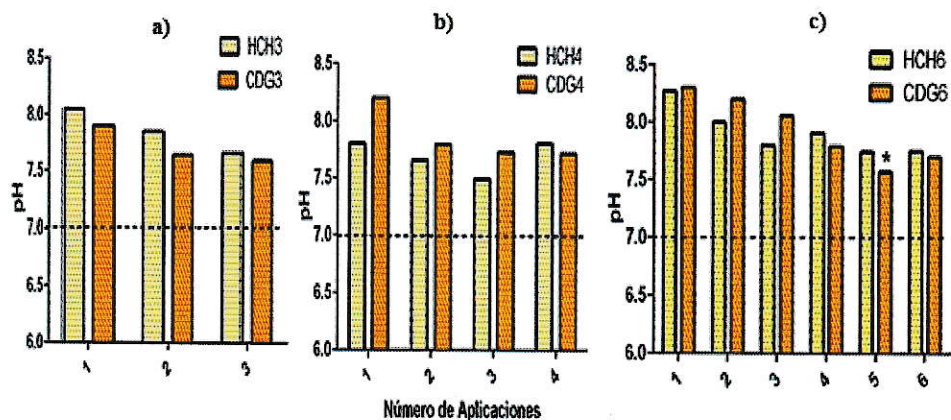 a)
HCH3
CDG3
8.5
8.0
7.5
7.0
6.5
6.0
pH
1 2 3
b)
HCH4
CDG4
8.5
8.0
7.5
7.0
6.5
6.0
pH
1 2 3 4
c)
HCH6
CDG6
8.5
8.0
7.5
7.0
6.5
6.0
pH
*
1 2 3 4 5 6
Número de Aplicaciones